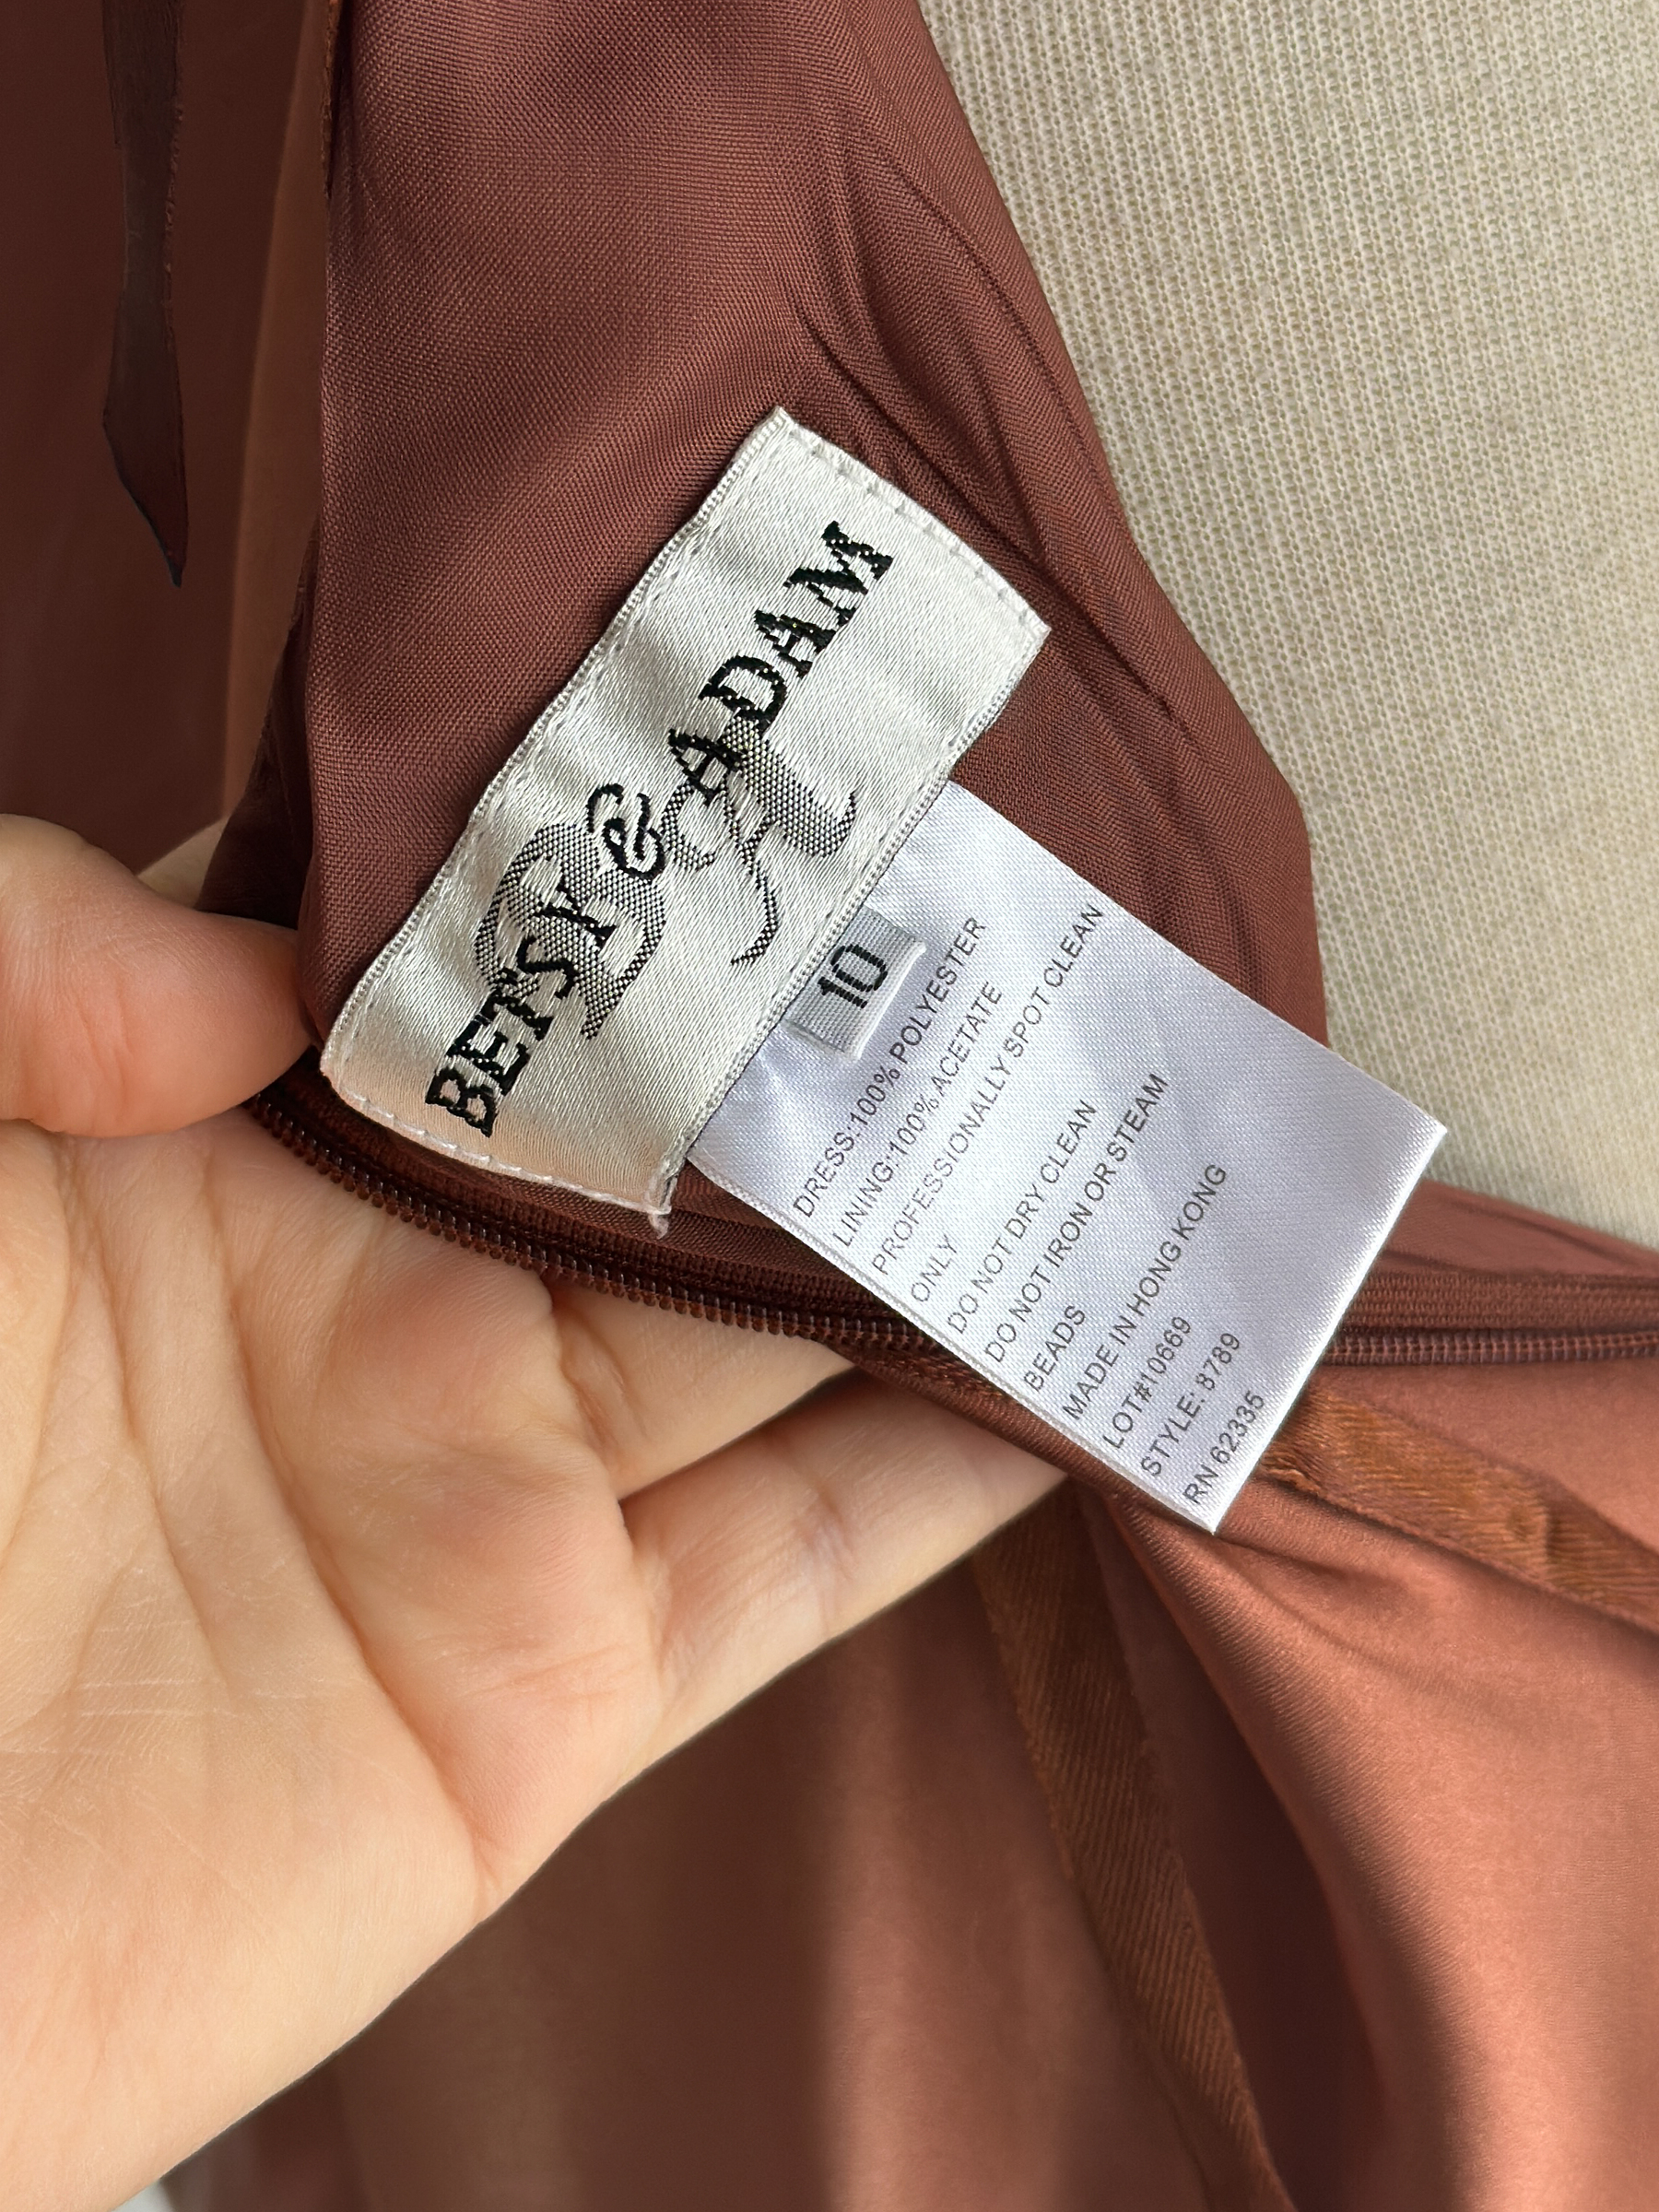 BETSY & ADAM
10
DRESS:100% POLYESTER
LINING:100% ACETATE
PROFESSIONALLY SPOT CLEAN
ONLY
DO NOT DRY CLEAN
DO NOT IRON OR STEAM
BEADS
MADE IN HONG KONG
LOT#10669
STYLE: 8789
RN 62335